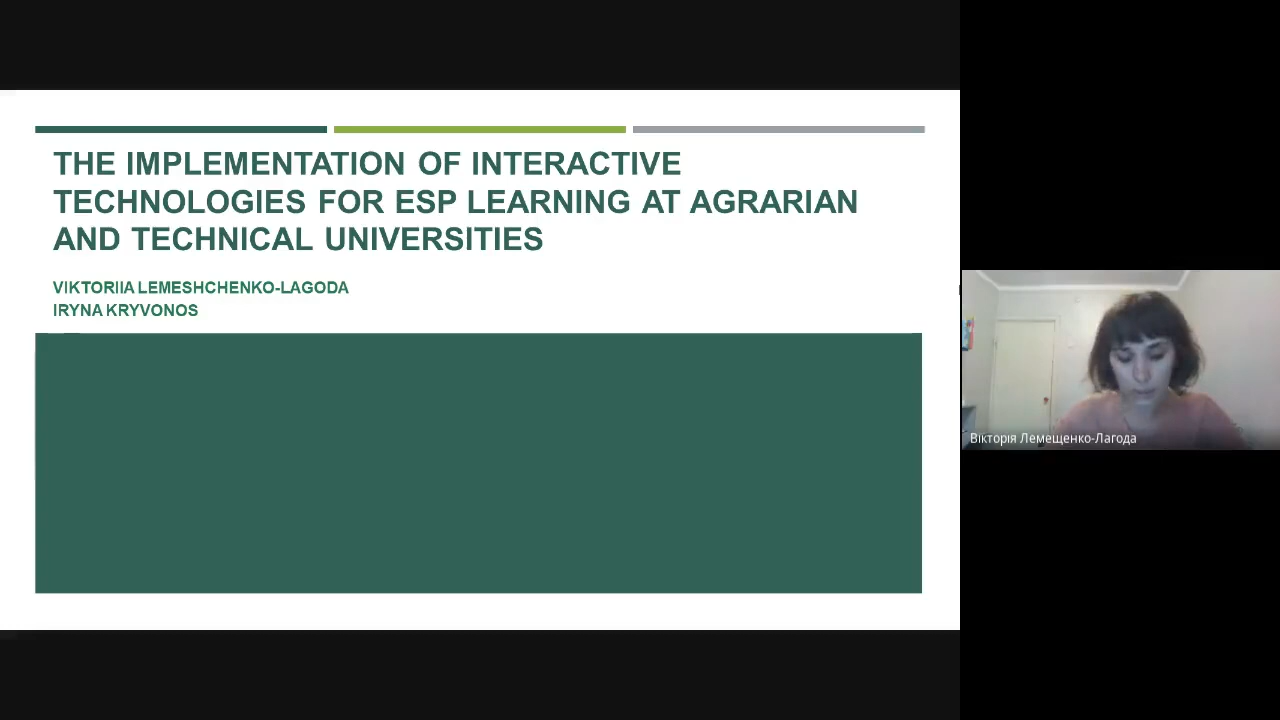 THE IMPLEMENTATION OF INTERACTIVE
TECHNOLOGIES FOR ESP LEARNING AT AGRARIAN
AND TECHNICAL UNIVERSITIES
VIKTORIIA LEMESHCHENKO-LAGODA
IRYNA KRYVONOS
Вікторія Лемещенко-Лагода